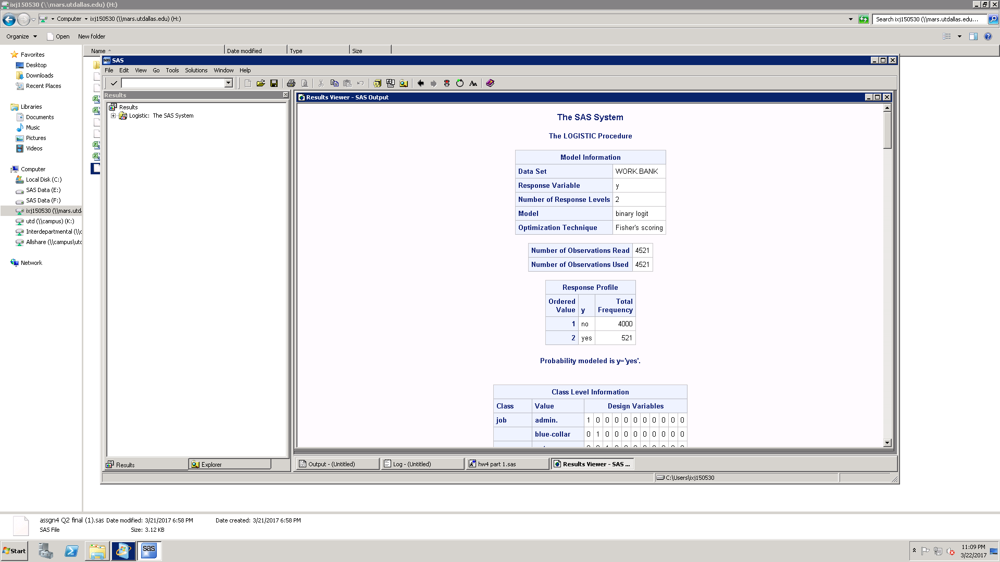 ixj150530 (\\mars.utdallas.edu) (H:)
Computer ixj150530 (\\mars.utdallas.edu) (H:)
Search ixj150530 (\\mars.utdallas.edu...
Organize Open New folder
Name Date modified Type Size
Favorites
Desktop
Downloads
Recent Places
Libraries
Documents
Music
Pictures
Videos
Computer
Local Disk (C:)
SAS Data (E:)
SAS Data (F:)
ixj150530 (\\mars.utd
utd (\\campus) (K:)
Interdepartmental (\\c
Allshare (\\campus\utd
Network
sas SAS
File Edit View Go Tools Solutions Window Help
Results
Results
Logistic: The SAS System
Results Viewer - SAS Output
The SAS System
The LOGISTIC Procedure
Model Information
Data Set WORK.BANK
Response Variable y
Number of Response Levels 2
Model binary logit
Optimization Technique Fisher's scoring
Number of Observations Read 4521
Number of Observations Used 4521
Response Profile
Ordered Value y Total Frequency
1 no 4000
2 yes 521
Probability modeled is y='yes'.
Class Level Information
Class Value Design Variables
job admin. 1 0 0 0 0 0 0 0 0 0 0
blue-collar 0 1 0 0 0 0 0 0 0 0 0
Results Explorer
Output - (Untitled) Log - (Untitled) hw4 part 1.sas Results Viewer - SAS ...
C:\Users\ixj150530
assgn4 Q2 final (1).sas Date modified: 3/21/2017 6:58 PM Date created: 3/21/2017 6:58 PM
SAS File Size: 3.12 KB
Start
sas
11:09 PM
3/22/2017